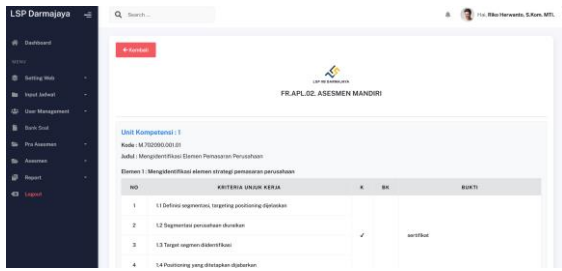 LSP Darmajaya
Search...
Hai, Riko Herwanto, S.Kom, MTI.
Dashboard
MENU
Setting Web
Input Jadwal
User Management
Bank Soal
Pra Asesmen
Asesmen
Report
Logout
Kembali
LSP IIB DARMAJAYA
FR.APL.02. ASESMEN MANDIRI
Unit Kompetensi : 1
Kode : M.702090.001.01
Judul : Mengidentifikasi Elemen Pemasaran Perusahaan
Elemen 1 : Mengidentifikasi elemen strategi pemasaran perusahaan
NO KRITERIA UNJUK KERJA K BK BUKTI
1 1.1 Definisi segmentasi, targeting positioning dijelaskan
2 1.2 Segmentasi perusahaan diuraikan
✓ sertifikat
3 1.3 Target segmen diidentifikasi
4 1.4 Positioning yang ditetapkan dijabarkan